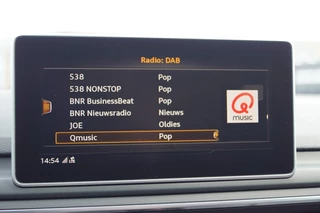 Radio: DAB
538 Pop
538 NONSTOP Pop
BNR BusinessBeat Pop
BNR Nieuwsradio Nieuws
JOE Oldies
Qmusic Pop
Q music
14:54